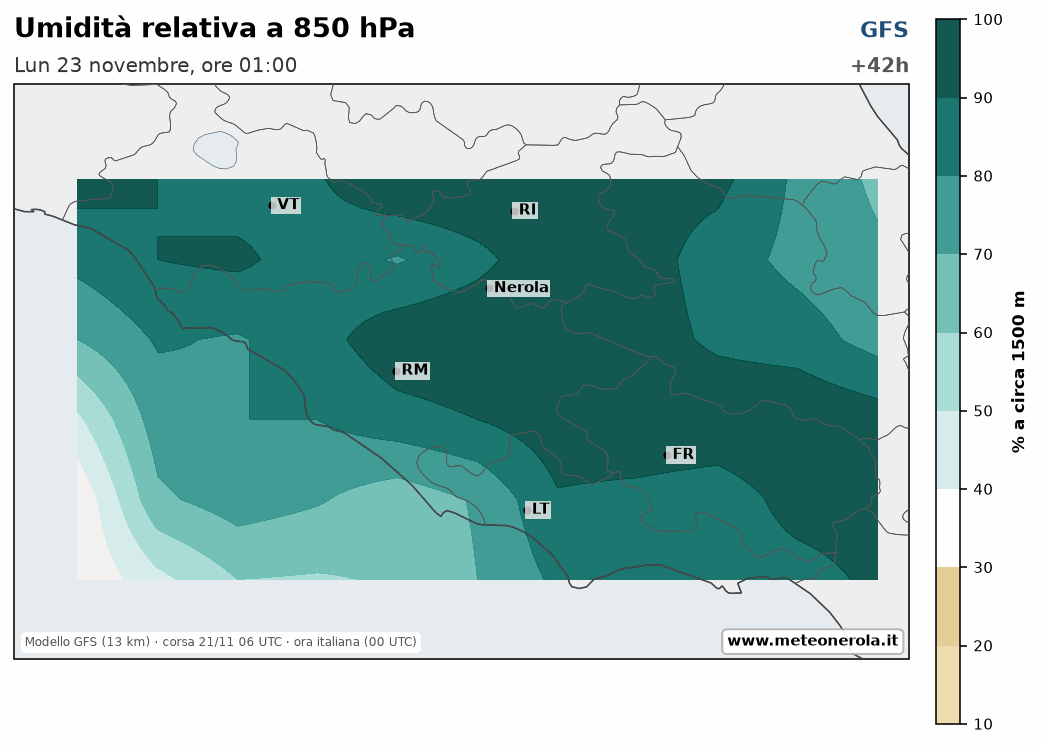 Umidità relativa a 850 hPa
GFS
Lun 23 novembre, ore 01:00
+42h
100
90
80
70
60
50
40
30
20
10
% a circa 1500 m
VT
RI
Nerola
RM
FR
LT
Modello GFS (13 km) · corsa 21/11 06 UTC · ora italiana (00 UTC)
www.meteonerola.it